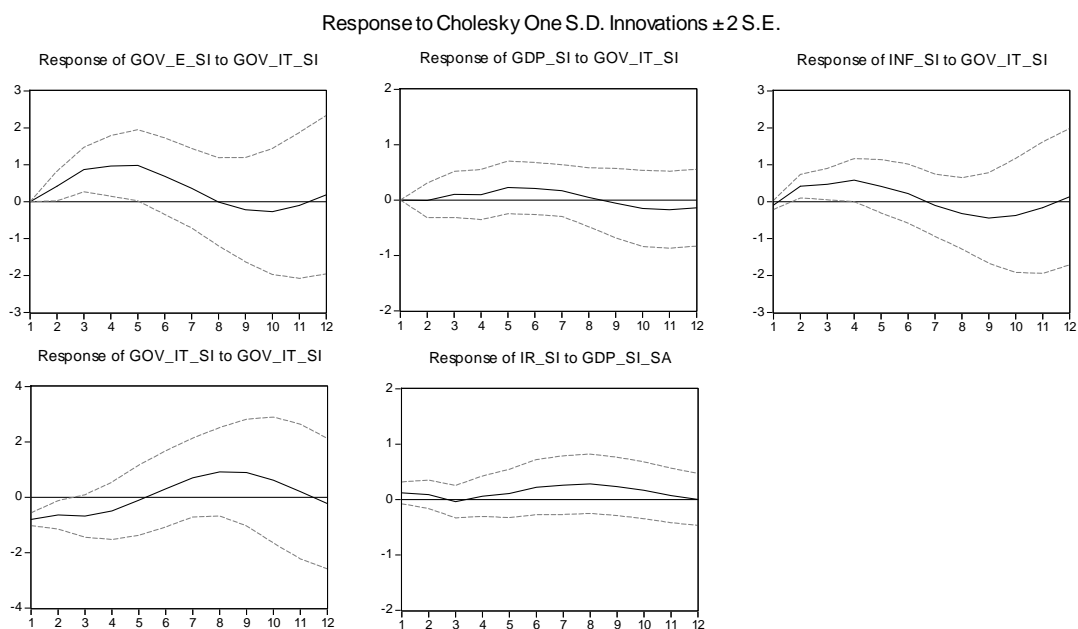 Response to Cholesky One S.D. Innovations ± 2 S.E.
Response of GOV_E_SI to GOV_IT_SI
3
2
1
0
-1
-2
-3
1 2 3 4 5 6 7 8 9 10 11 12
Response of GDP_SI to GOV_IT_SI
2
1
0
-1
-2
1 2 3 4 5 6 7 8 9 10 11 12
Response of INF_SI to GOV_IT_SI
3
2
1
0
-1
-2
-3
1 2 3 4 5 6 7 8 9 10 11 12
Response of GOV_IT_SI to GOV_IT_SI
4
2
0
-2
-4
1 2 3 4 5 6 7 8 9 10 11 12
Response of IR_SI to GDP_SI_SA
2
1
0
-1
-2
1 2 3 4 5 6 7 8 9 10 11 12